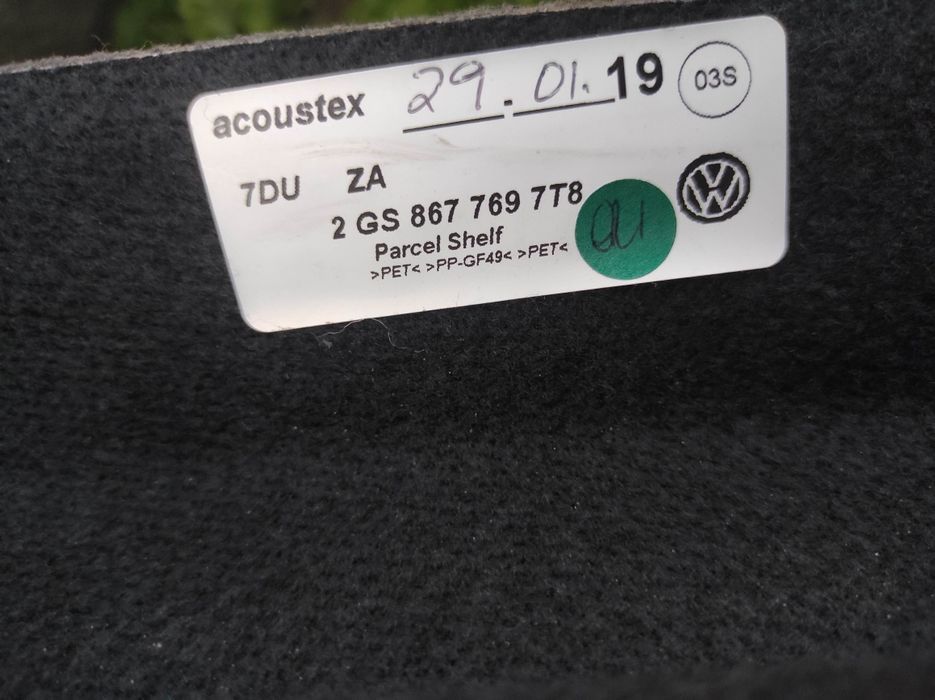 acoustex 29.01.19 03S
7DU ZA
2 GS 867 769 7T8
Parcel Shelf
>PET< >PP-GF49< >PET<